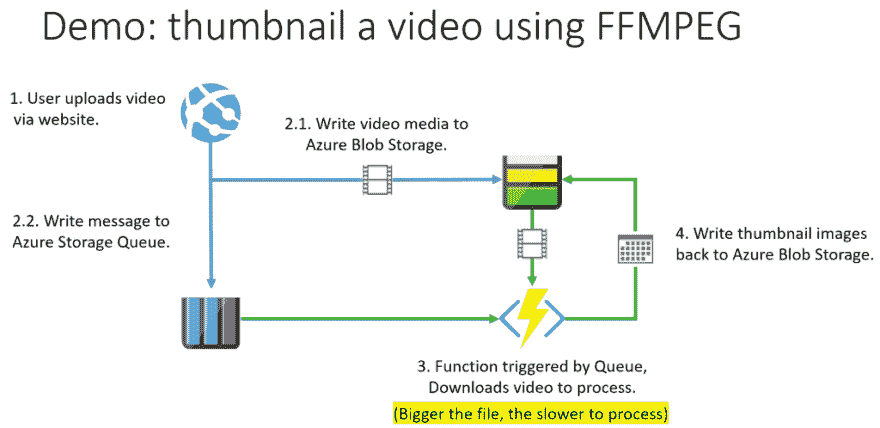 Demo: thumbnail a video using FFMPEG
1. User uploads video
via website.
2.1. Write video media to
Azure Blob Storage.
2.2. Write message to
Azure Storage Queue.
4. Write thumbnail images
back to Azure Blob Storage.
3. Function triggered by Queue,
Downloads video to process.
(Bigger the file, the slower to process)